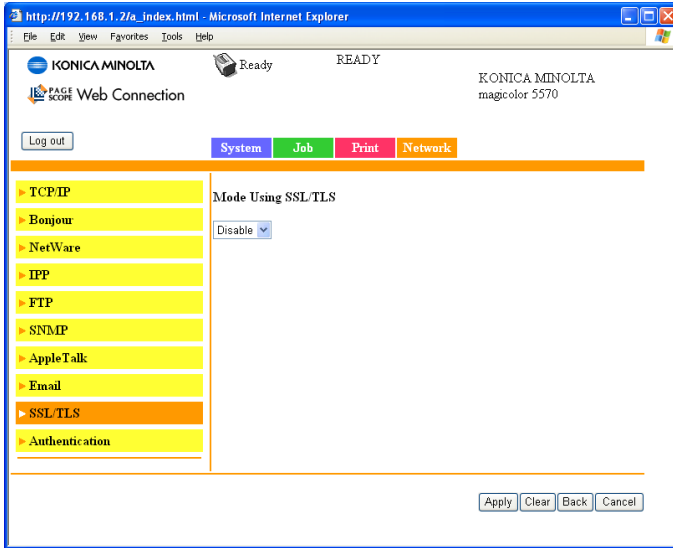 http://192.168.1.2/a_index.html - Microsoft Internet Explorer
File Edit View Favorites Tools Help
KONICA MINOLTA
Ready
READY
KONICA MINOLTA
magicolor 5570
PAGE SCOPE Web Connection
Log out
System Job Print Network
TCP/IP
Mode Using SSL/TLS
Bonjour
Disable
NetWare
IPP
FTP
SNMP
AppleTalk
Email
SSL/TLS
Authentication
Apply Clear Back Cancel